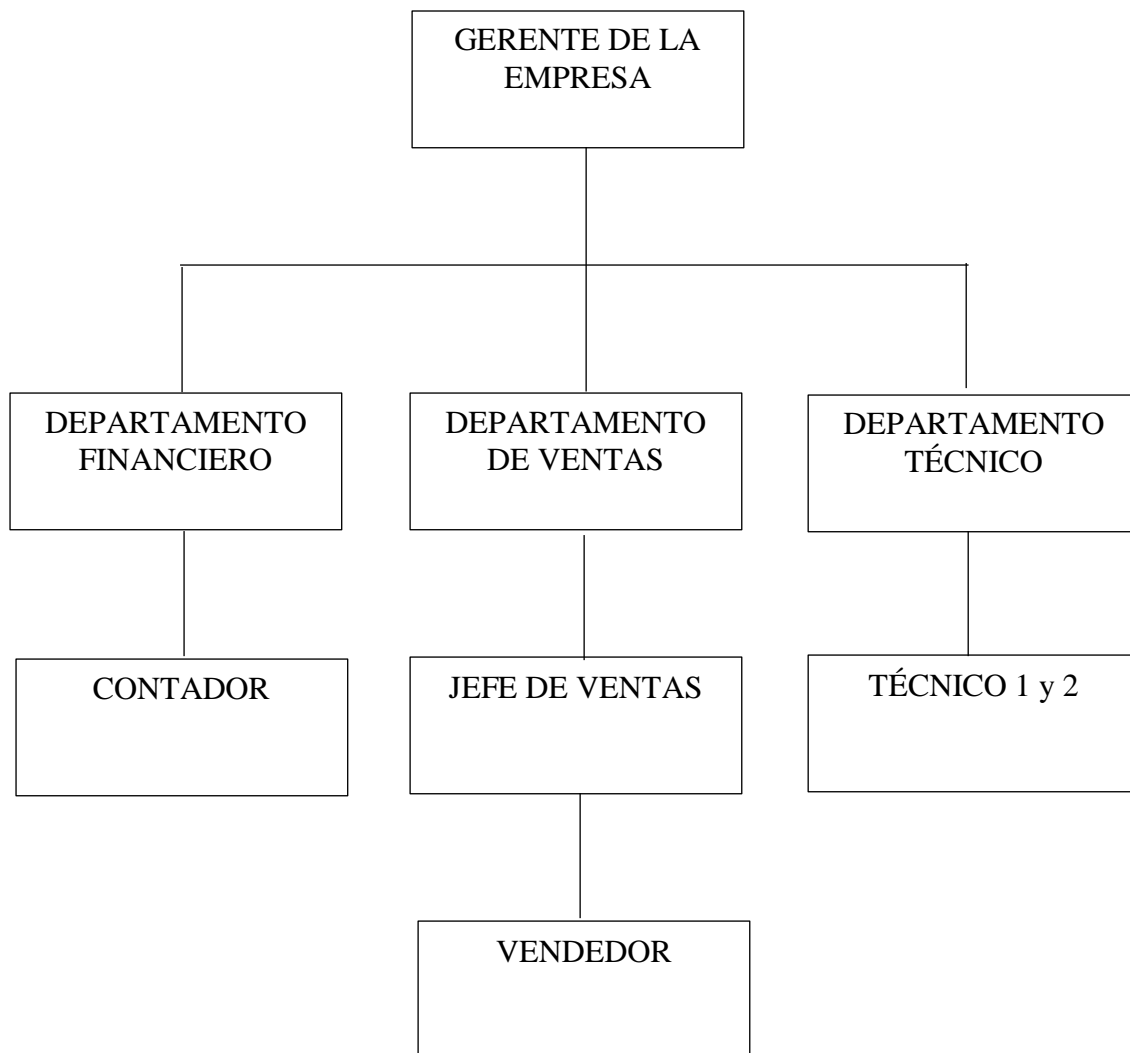 GERENTE DE LA
EMPRESA
DEPARTAMENTO
FINANCIERO
DEPARTAMENTO
DE VENTAS
DEPARTAMENTO
TÉCNICO
CONTADOR
JEFE DE VENTAS
TÉCNICO 1 y 2
VENDEDOR